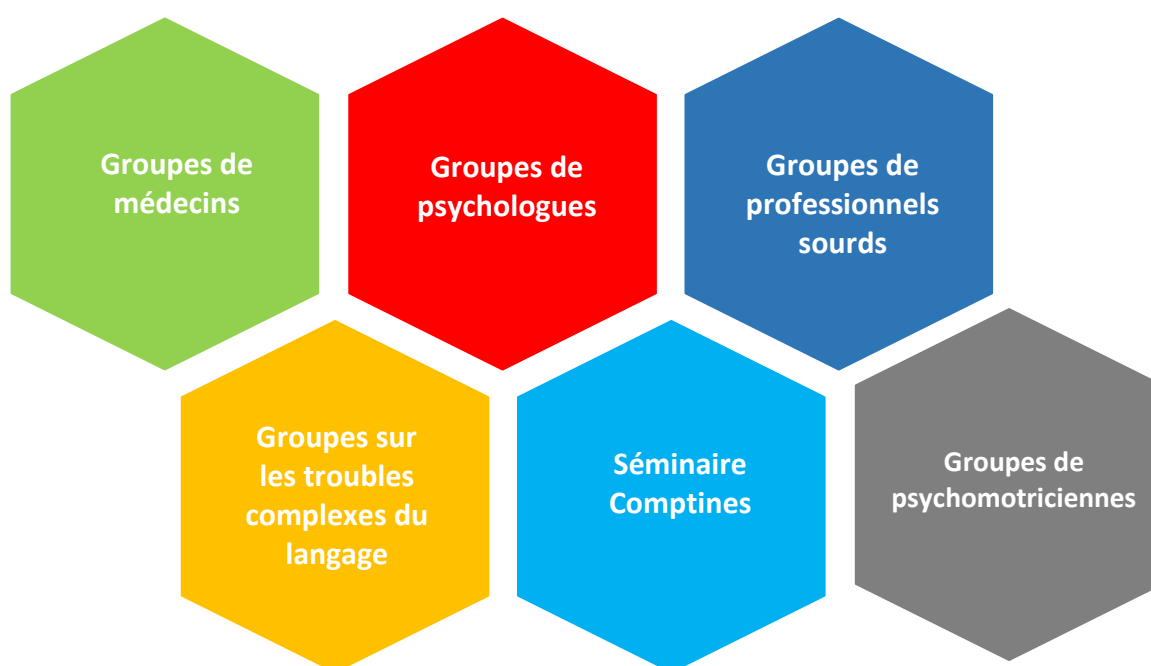 Groupes de
médecins
Groupes de
psychologues
Groupes de
professionnels
sourds
Groupes sur
les troubles
complexes du
langage
Séminaire
Comptines
Groupes de
psychomotriciennes